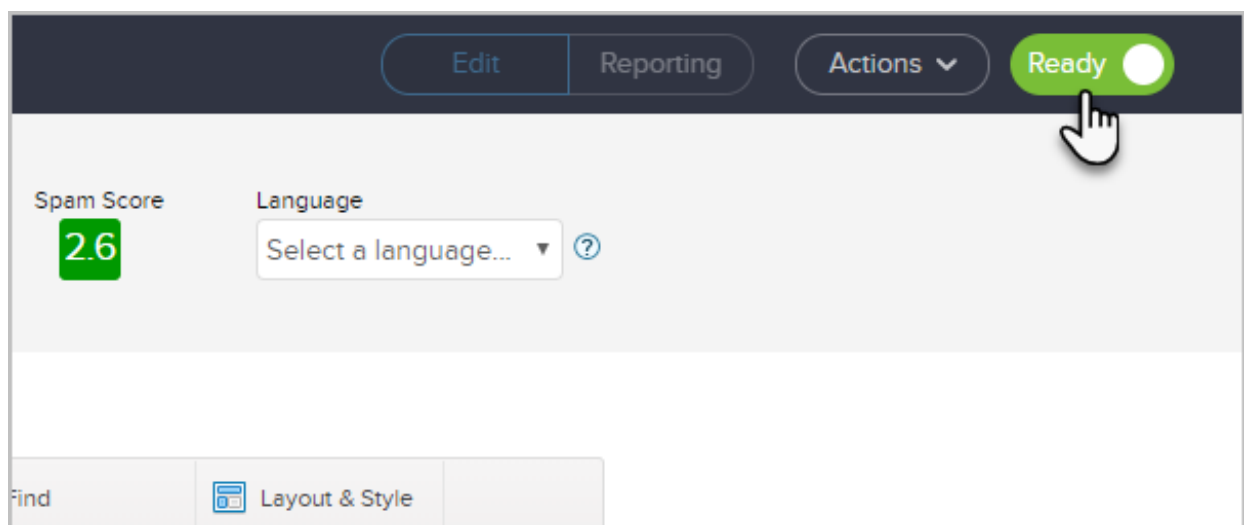 Edit Reporting Actions Ready
Spam Score Language
2.6 Select a language... ?
Find Layout & Style